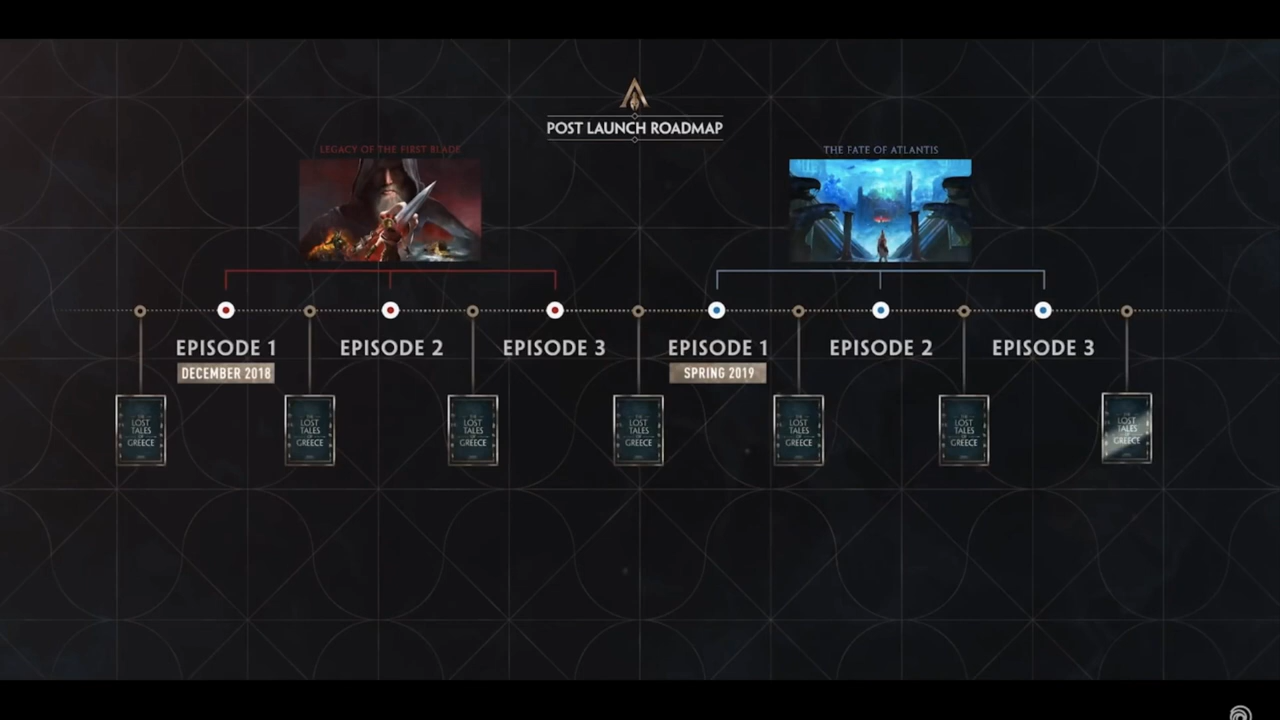 POST LAUNCH ROADMAP
LEGACY OF THE FIRST BLADE
THE FATE OF ATLANTIS
EPISODE 1
DECEMBER 2018
EPISODE 2
EPISODE 3
EPISODE 1
SPRING 2019
EPISODE 2
EPISODE 3
THE
LOST
TALES
OF
GREECE
THE
LOST
TALES
OF
GREECE
THE
LOST
TALES
OF
GREECE
THE
LOST
TALES
OF
GREECE
THE
LOST
TALES
OF
GREECE
THE
LOST
TALES
OF
GREECE
THE
LOST
TALES
OF
GREECE